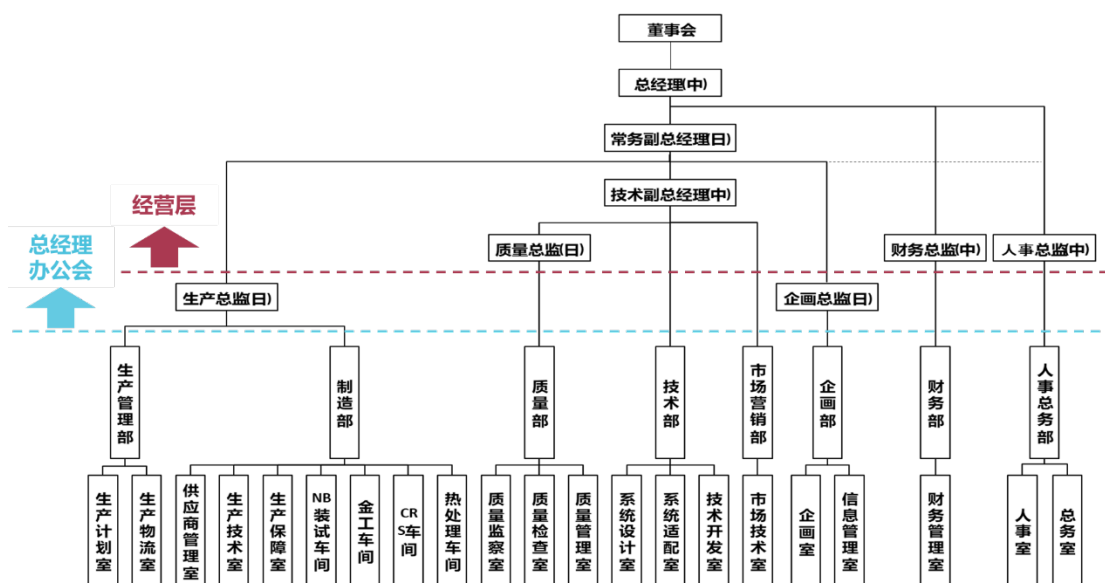 董事会
总经理(中)
常务副总经理(日)
技术副总经理(中)
经营层
总经理
办公会
质量总监(日)
财务总监(中)
人事总监(中)
生产总监(日)
企画总监(日)
生产管理部
制造部
质量部
技术部
市场营销部
企画部
财务部
人事总务部
生产计划室
生产物流室
供应商管理室
生产技术室
生产保障室
NB装试车间
金工车间
CRS车间
热处理车间
质量监察室
质量检查室
质量管理室
系统设计室
系统适配室
技术开发室
市场技术室
企画室
信息管理室
财务管理室
人事室
总务室